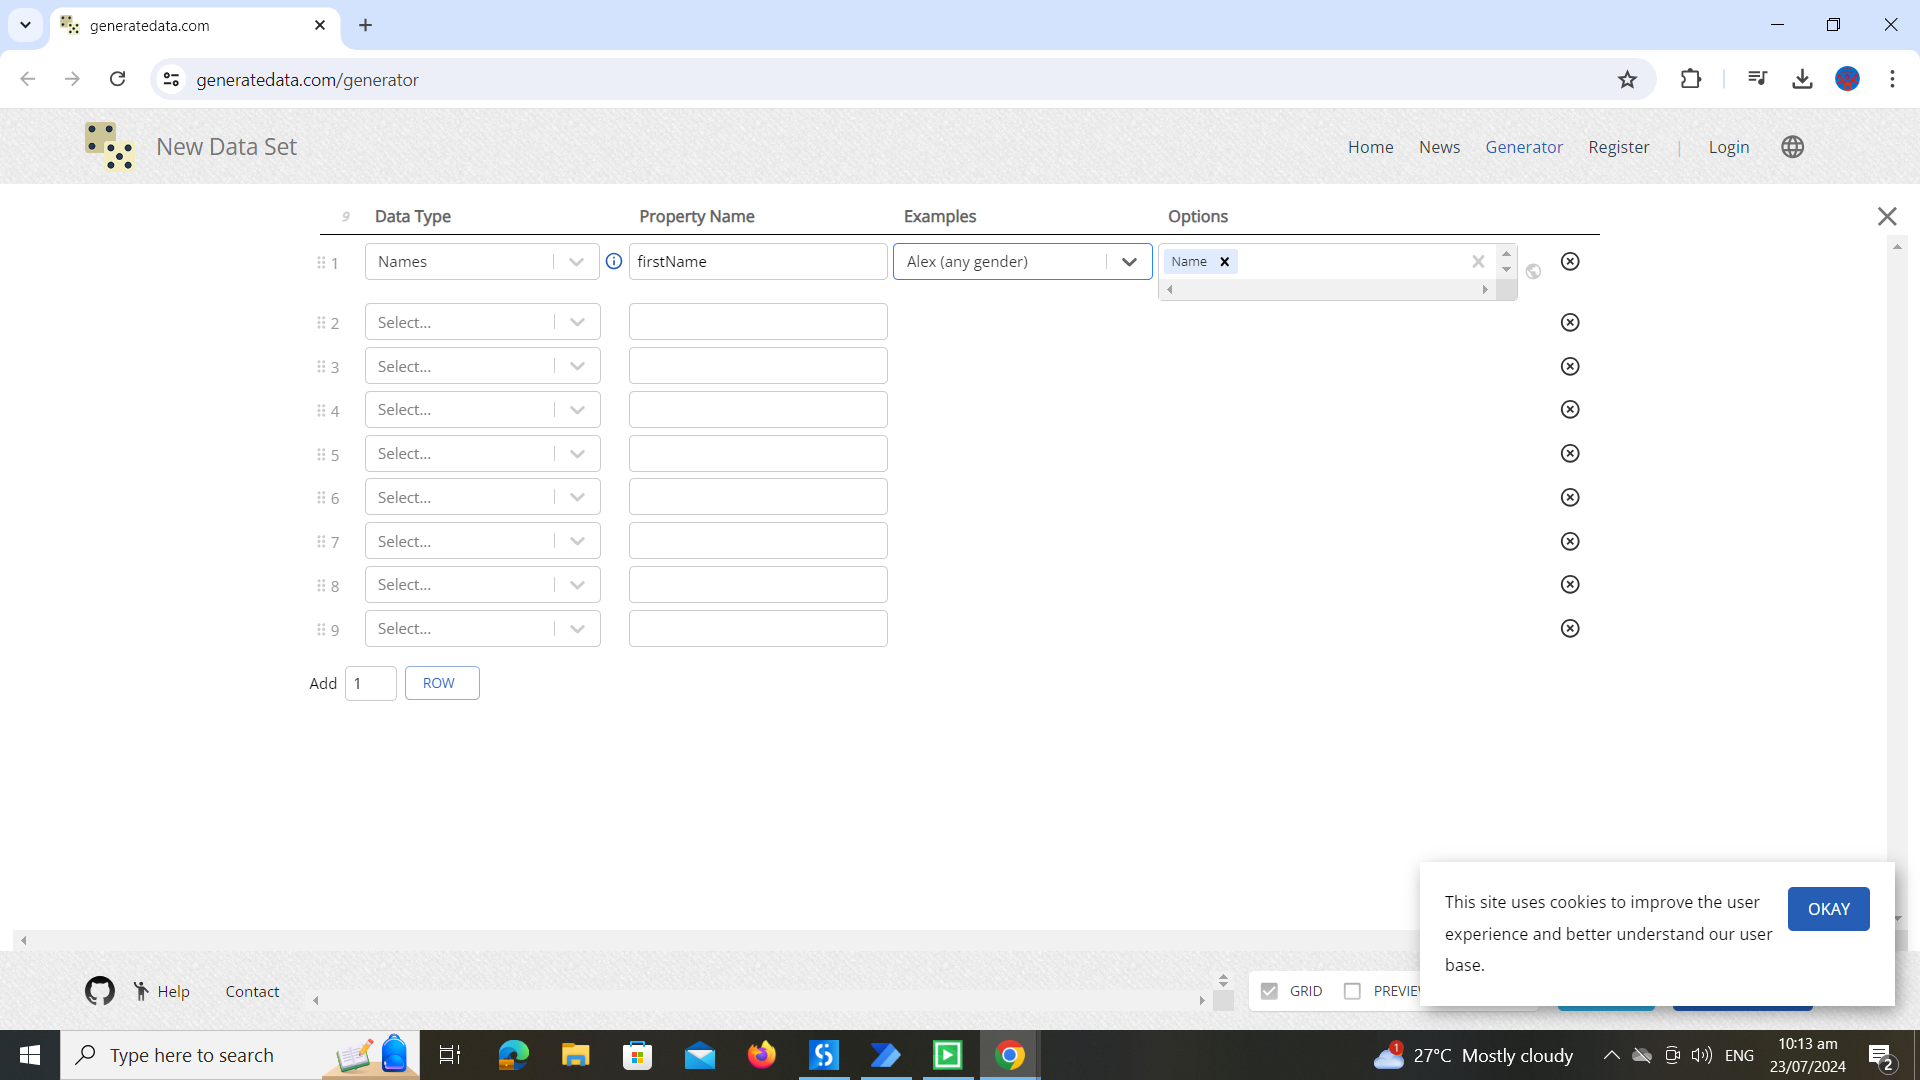 generatedata.com
generatedata.com/generator
New Data Set
Home
News
Generator
Register
|
Login
9
Data Type
Property Name
Examples
Options
1
Names
firstName
Alex (any gender)
Name
2
Select...
3
Select...
4
Select...
5
Select...
6
Select...
7
Select...
8
Select...
9
Select...
Add
1
ROW
This site uses cookies to improve the user
experience and better understand our user
base.
OKAY
Help
Contact
GRID
Type here to search
1
27°C Mostly cloudy
ENG
10:13 am
23/07/2024
2